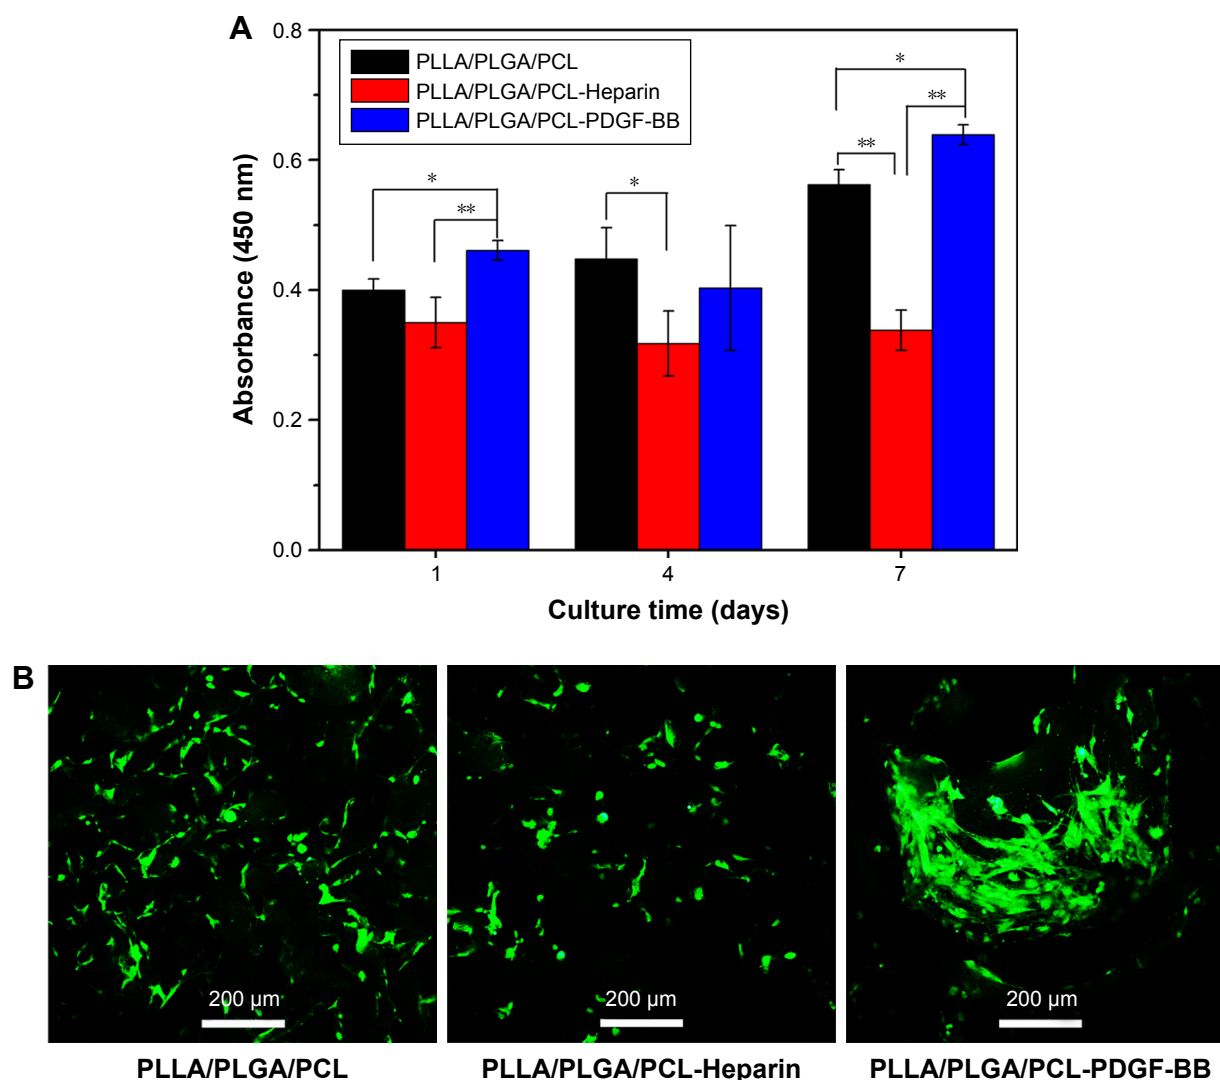 A
PLLA/PLGA/PCL
PLLA/PLGA/PCL-Heparin
PLLA/PLGA/PCL-PDGF-BB
Absorbance (450 nm)
0.8
0.6
0.4
0.2
0.0
* ** * * ** **
1 4 7
Culture time (days)
B
200 µm 200 µm 200 µm
PLLA/PLGA/PCL PLLA/PLGA/PCL-Heparin PLLA/PLGA/PCL-PDGF-BB